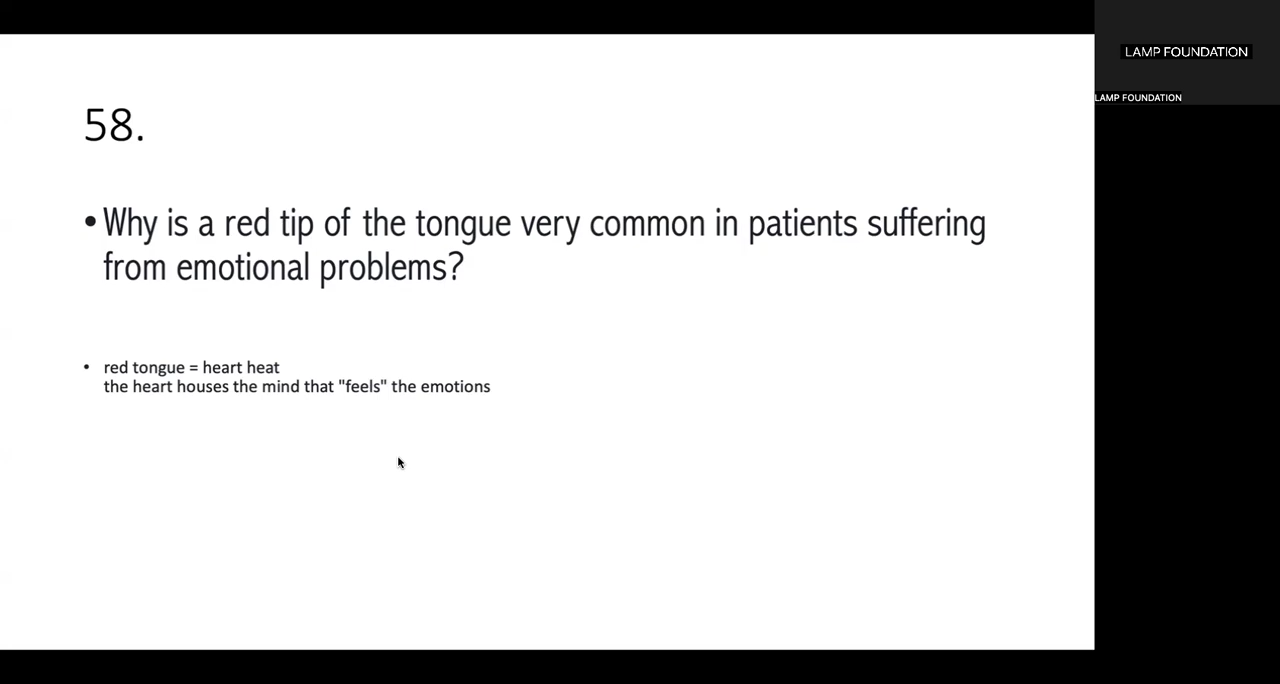 58.
• Why is a red tip of the tongue very common in patients suffering
from emotional problems?
• red tongue = heart heat
the heart houses the mind that "feels" the emotions
LAMP FOUNDATION
LAMP FOUNDATION